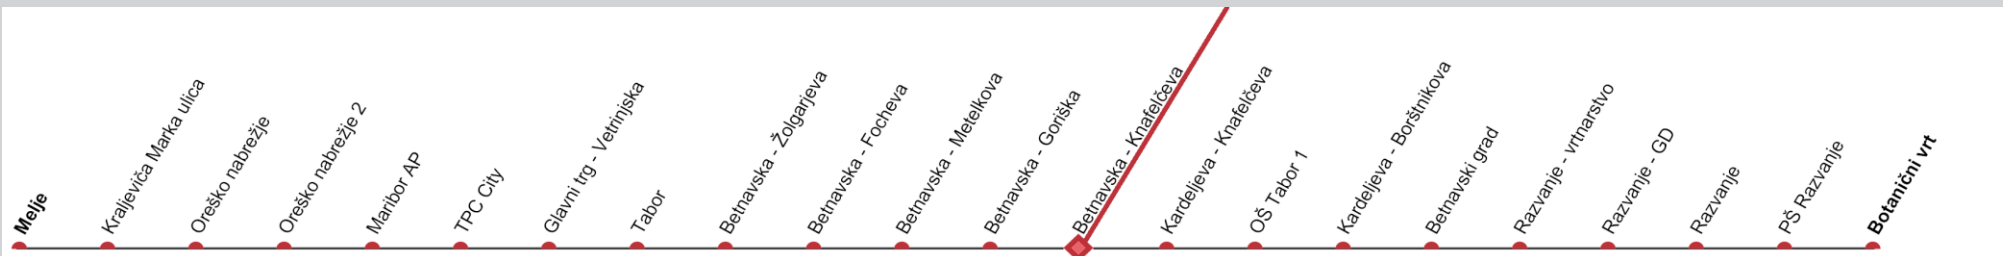 Melje
Kraljeviča Marka ulica
Oreško nabrežje
Oreško nabrežje 2
Maribor AP
TPC City
Glavni trg - Vetrinjska
Tabor
Betnavska - Žolgarjeva
Betnavska - Focheva
Betnavska - Metelkova
Betnavska - Goriška
Betnavska - Knafelčeva
Kardeljeva - Knafelčeva
OŠ Tabor 1
Kardeljeva - Borštnikova
Betnavski grad
Razvanje - vrtnarstvo
Razvanje - GD
Razvanje
PŠ Razvanje
Botanični vrt